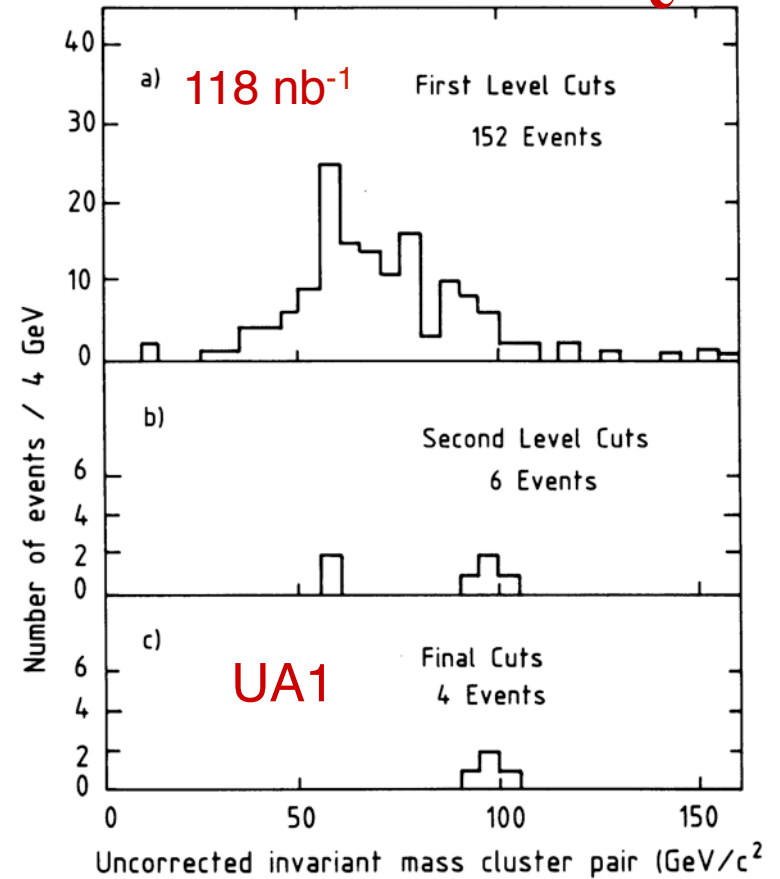 40
a) 118 nb-1
First Level Cuts
30
152 Events
20
10
0
b)
Second Level Cuts
6
6 Events
4
2
0
c)
Final Cuts
6
UA1
4 Events
4
2
0
0 50 100 150
Number of events / 4 GeV
Uncorrected invariant mass cluster pair (GeV/c2